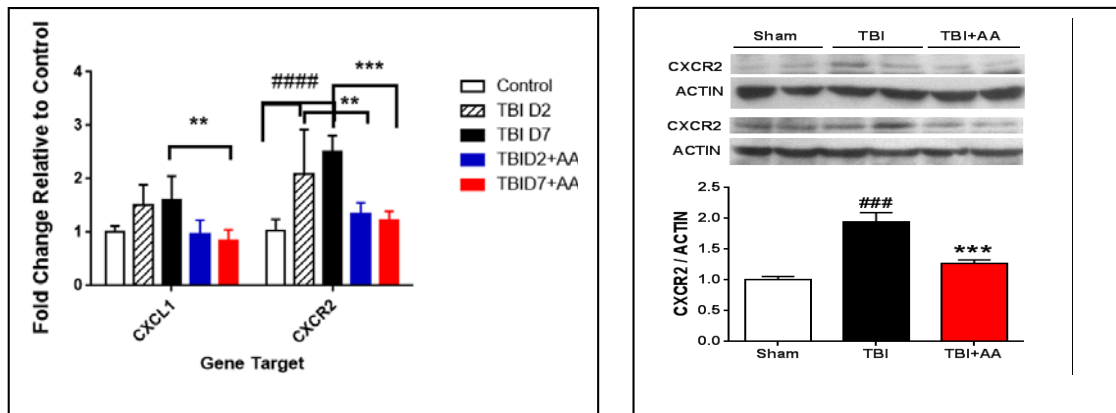 ####
***
**
**
4
3
2
1
0
Fold Change Relative to Control
CXCL1
CXCR2
Gene Target
Control
TBI D2
TBI D7
TBID2+AA
TBID7+AA
Sham TBI TBI+AA
CXCR2
ACTIN
CXCR2
ACTIN
2.5
2.0
1.5
1.0
0.5
0.0
CXCR2 / ACTIN
###
***
Sham TBI TBI+AA